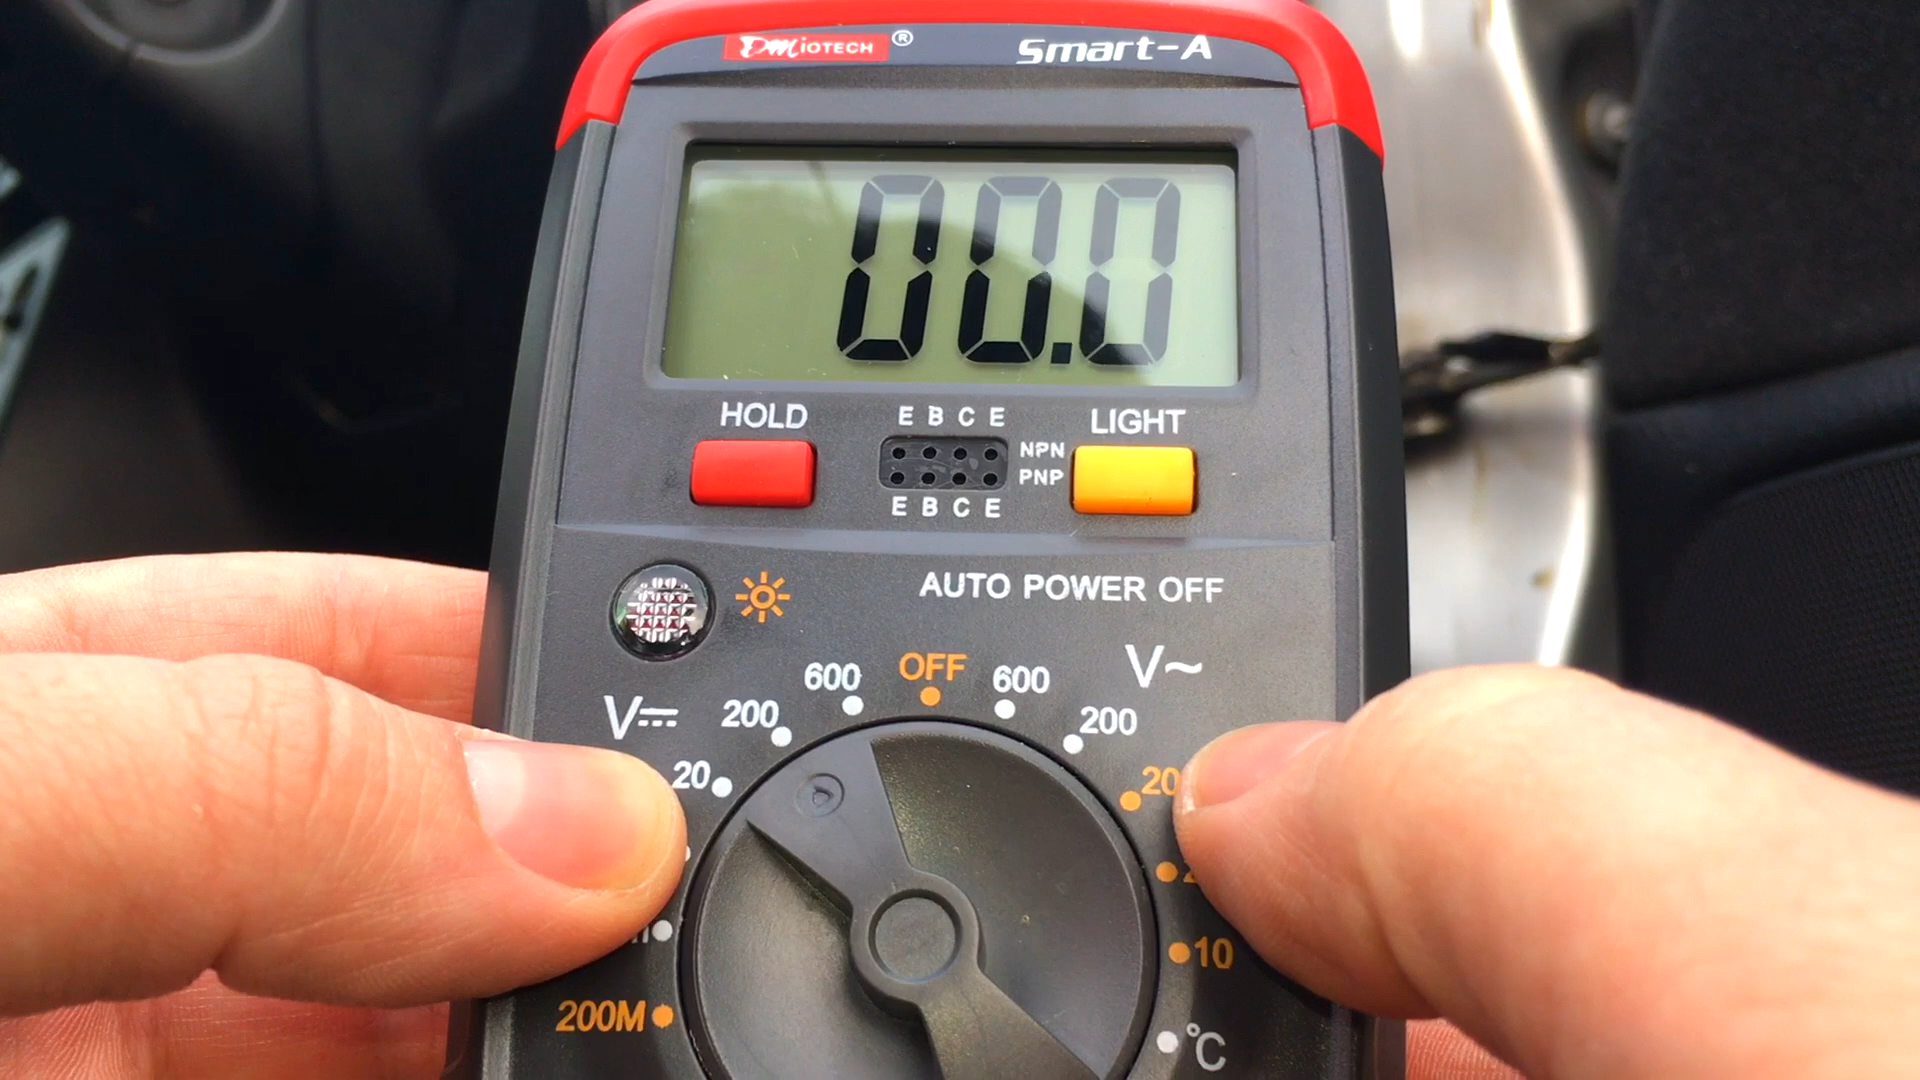 DMiOTECH ® Smart-A
00.0
HOLD
E B C E
LIGHT
NPN
PNP
E B C E
AUTO POWER OFF
600 OFF 600 V~
V 200 200
20 20
10
200M
°C